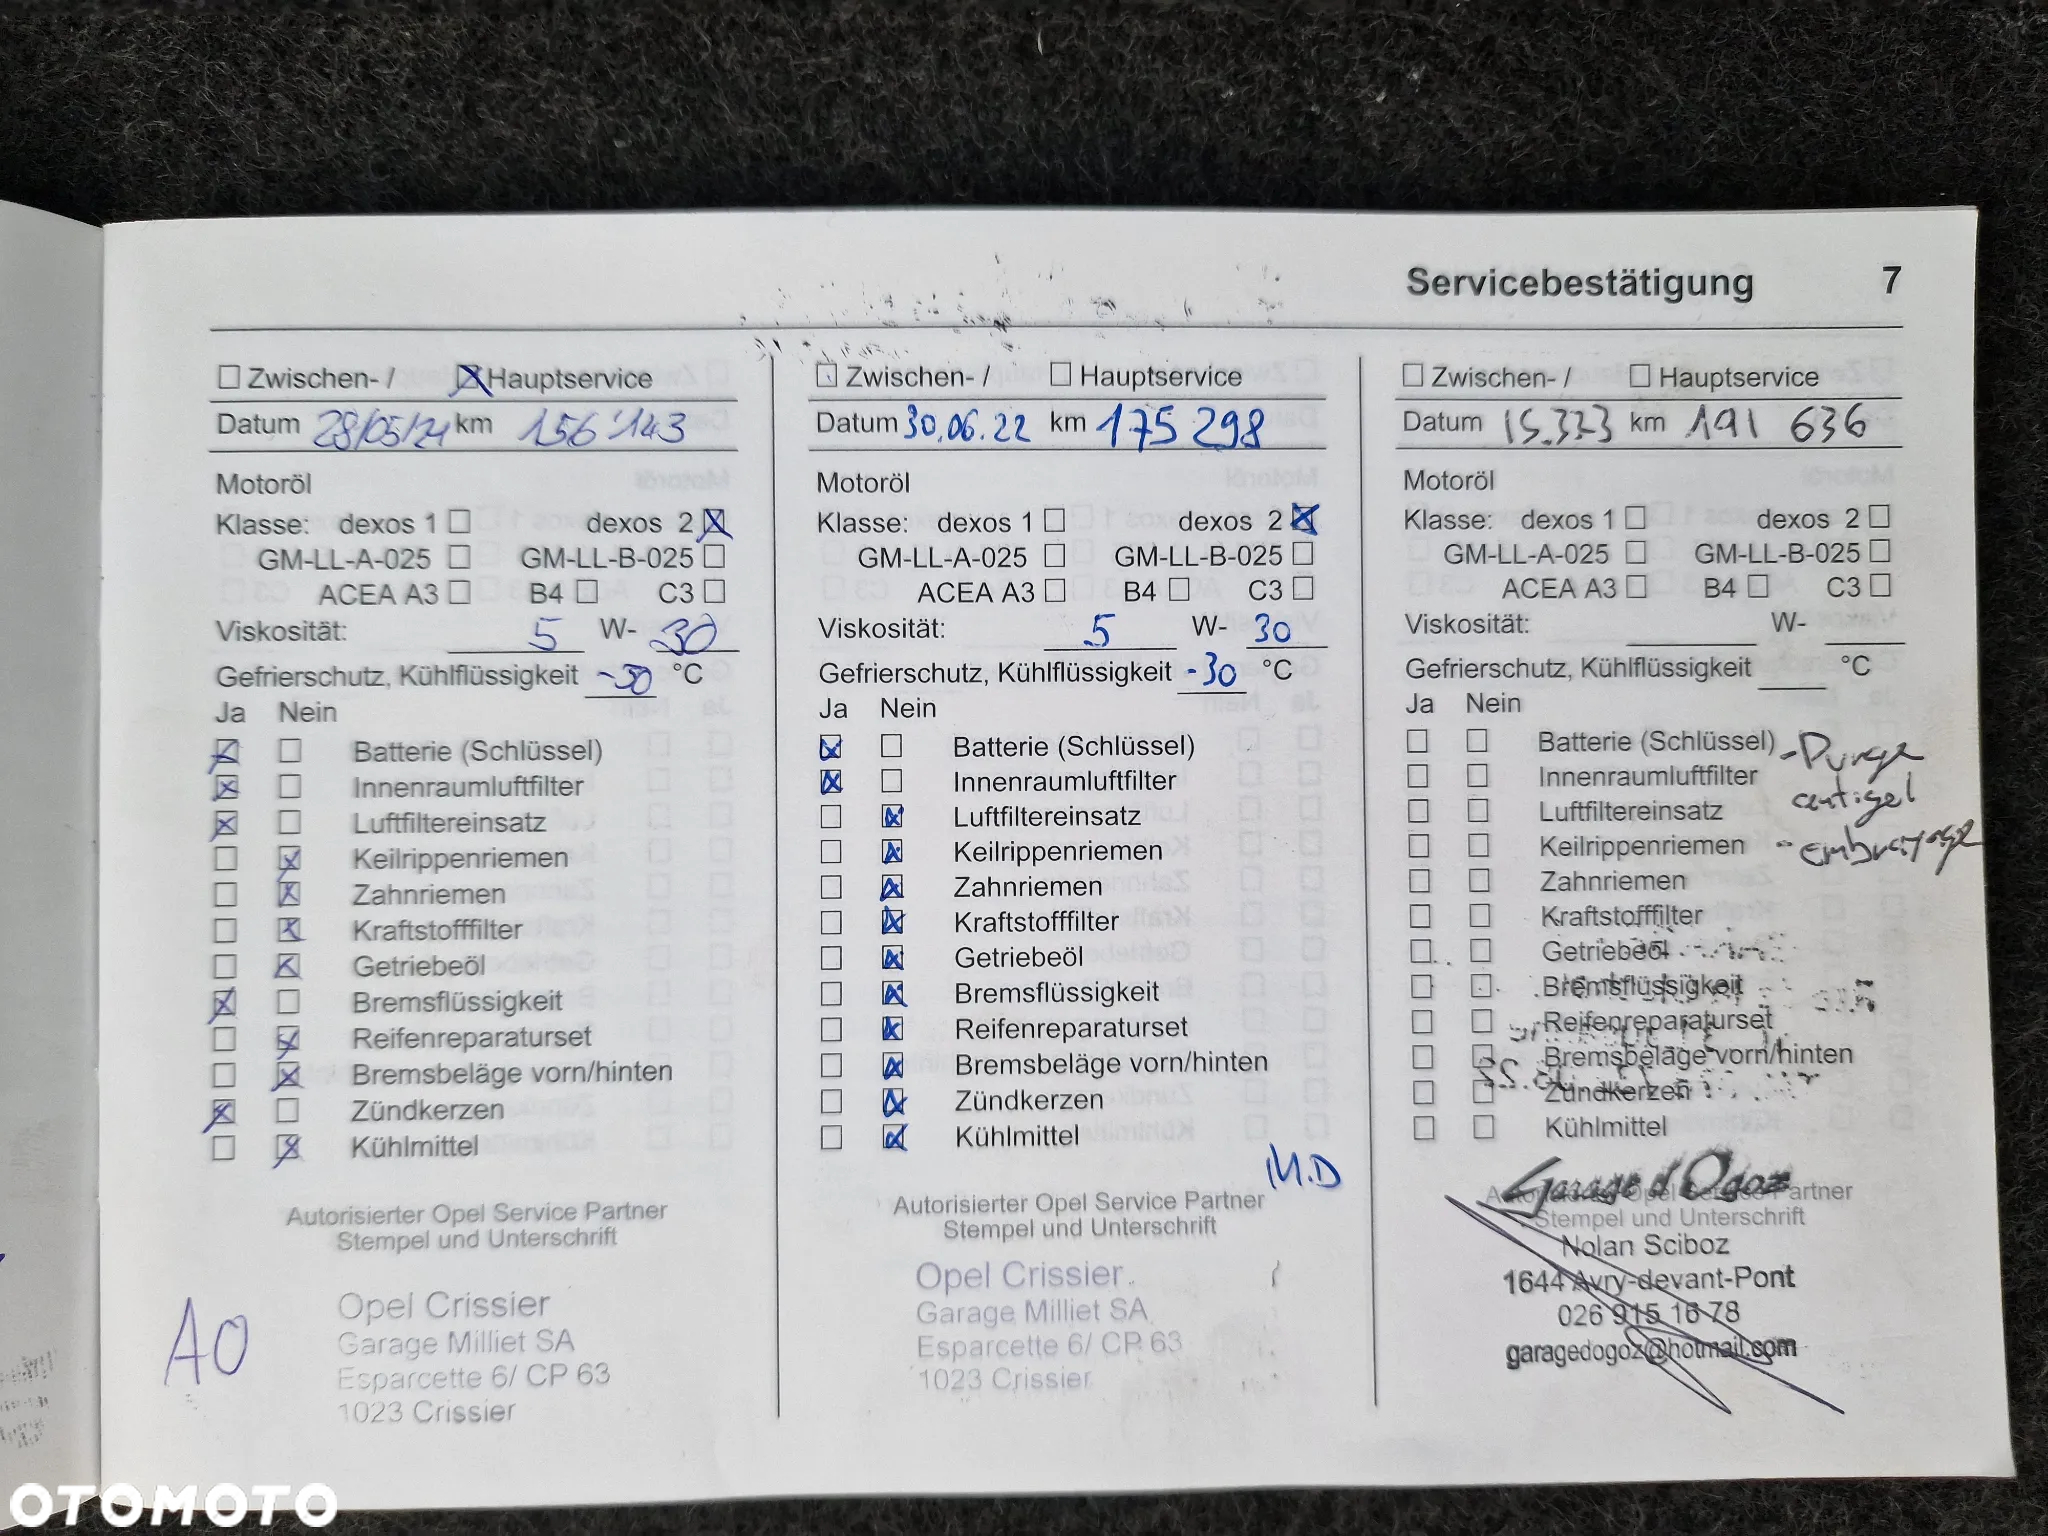 Servicebestätigung 7
Zwischen- / Hauptservice
Datum 28/05/21 km 156'143
Motoröl
Klasse: dexos 1 dexos 2
GM-LL-A-025 GM-LL-B-025
ACEA A3 B4 C3
Viskosität: 5 W- 30
Gefrierschutz, Kühlflüssigkeit -30 °C
Ja Nein
Batterie (Schlüssel)
Innenraumluftfilter
Luftfiltereinsatz
Keilrippenriemen
Zahnriemen
Kraftstofffilter
Getriebeöl
Bremsflüssigkeit
Reifenreparaturset
Bremsbeläge vorn/hinten
Zündkerzen
Kühlmittel
Autorisierter Opel Service Partner
Stempel und Unterschrift
Opel Crissier
Garage Milliet SA
Esparcette 6/ CP 63
1023 Crissier
AO
Zwischen- / Hauptservice
Datum 30.06.22 km 175 298
Motoröl
Klasse: dexos 1 dexos 2
GM-LL-A-025 GM-LL-B-025
ACEA A3 B4 C3
Viskosität: 5 W- 30
Gefrierschutz, Kühlflüssigkeit -30 °C
Ja Nein
Batterie (Schlüssel)
Innenraumluftfilter
Luftfiltereinsatz
Keilrippenriemen
Zahnriemen
Kraftstofffilter
Getriebeöl
Bremsflüssigkeit
Reifenreparaturset
Bremsbeläge vorn/hinten
Zündkerzen
Kühlmittel
M.D
Autorisierter Opel Service Partner
Stempel und Unterschrift
Opel Crissier
Garage Milliet SA
Esparcette 6/ CP 63
1023 Crissier
Zwischen- / Hauptservice
Datum km 191 636
Motoröl
Klasse: dexos 1 dexos 2
GM-LL-A-025 GM-LL-B-025
ACEA A3 B4 C3
Viskosität: W-
Gefrierschutz, Kühlflüssigkeit °C
Ja Nein
Batterie (Schlüssel) - Purge
Innenraumluftfilter antigel
Luftfiltereinsatz
Keilrippenriemen - embrayage
Zahnriemen
Kraftstofffilter
Getriebeöl
Bremsflüssigkeit
Reifenreparaturset
Bremsbeläge vorn/hinten
Zündkerzen
Kühlmittel
Garage d'Ogoz
Autorisierter Opel Service Partner
Stempel und Unterschrift
Nolan Sciboz
1644 Avry-devant-Pont
026 915 16 78
garagedogoz@hotmail.com
OTOMOTO